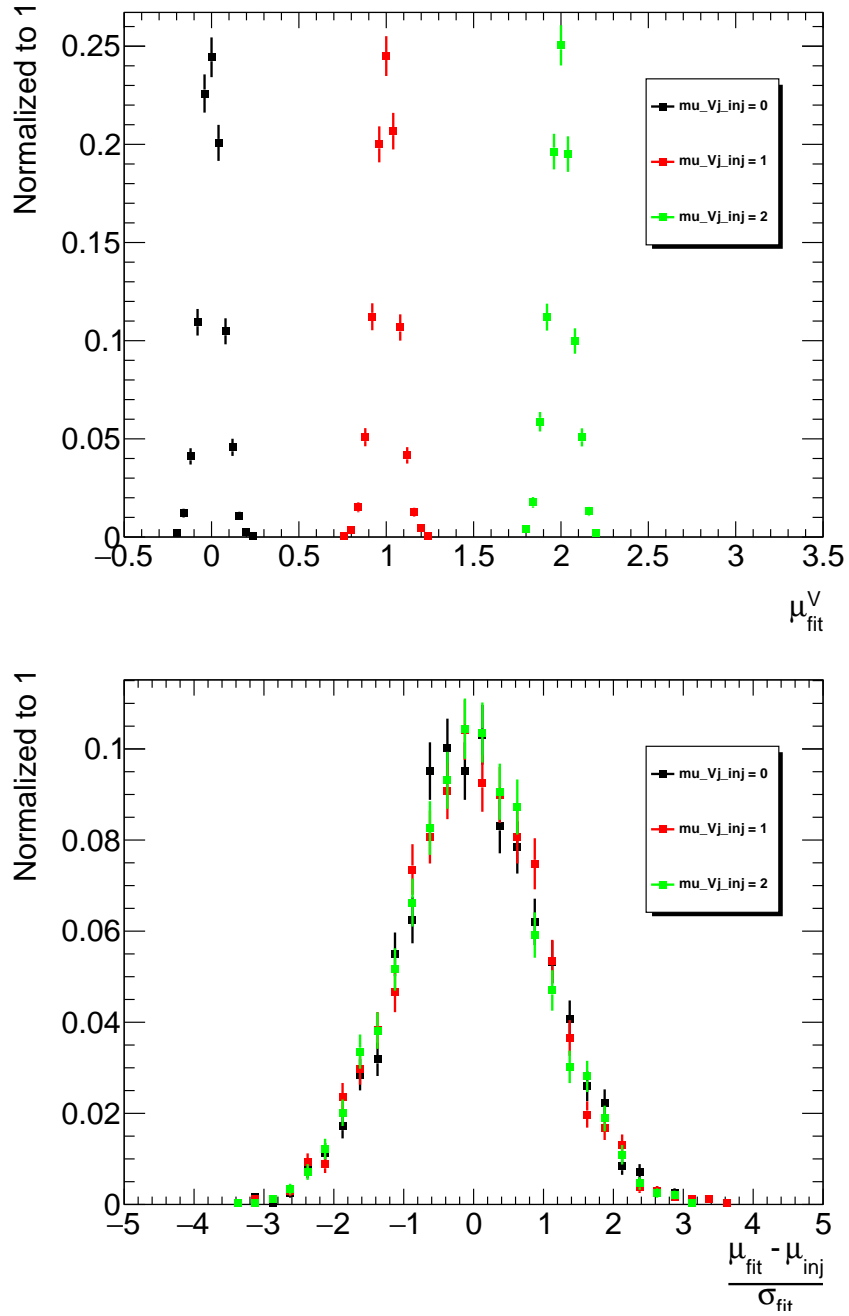 Normalized to 1
0.25
0.2
0.15
0.1
0.05
0
mu_Vj_inj = 0
mu_Vj_inj = 1
mu_Vj_inj = 2
−0.5 0 0.5 1 1.5 2 2.5 3 3.5
μ^V_fit
Normalized to 1
0.1
0.08
0.06
0.04
0.02
0
mu_Vj_inj = 0
mu_Vj_inj = 1
mu_Vj_inj = 2
−5 −4 −3 −2 −1 0 1 2 3 4 5
μ_fit - μ_inj
σ_fit